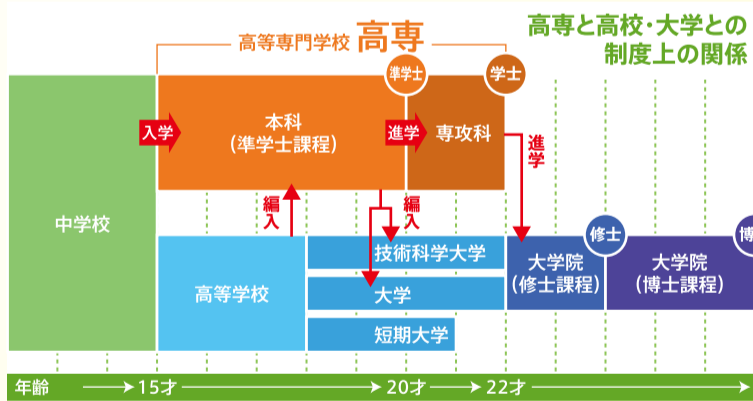 高専と高校・大学との
制度上の関係
高等専門学校 高専
準学士
学士
入学
本科
(準学士課程)
進学
専攻科
進学
中学校
編入
編入
修士
博
技術科学大学
大学院
(修士課程)
大学院
(博士課程)
高等学校
大学
短期大学
年齢
15才
20才
22才